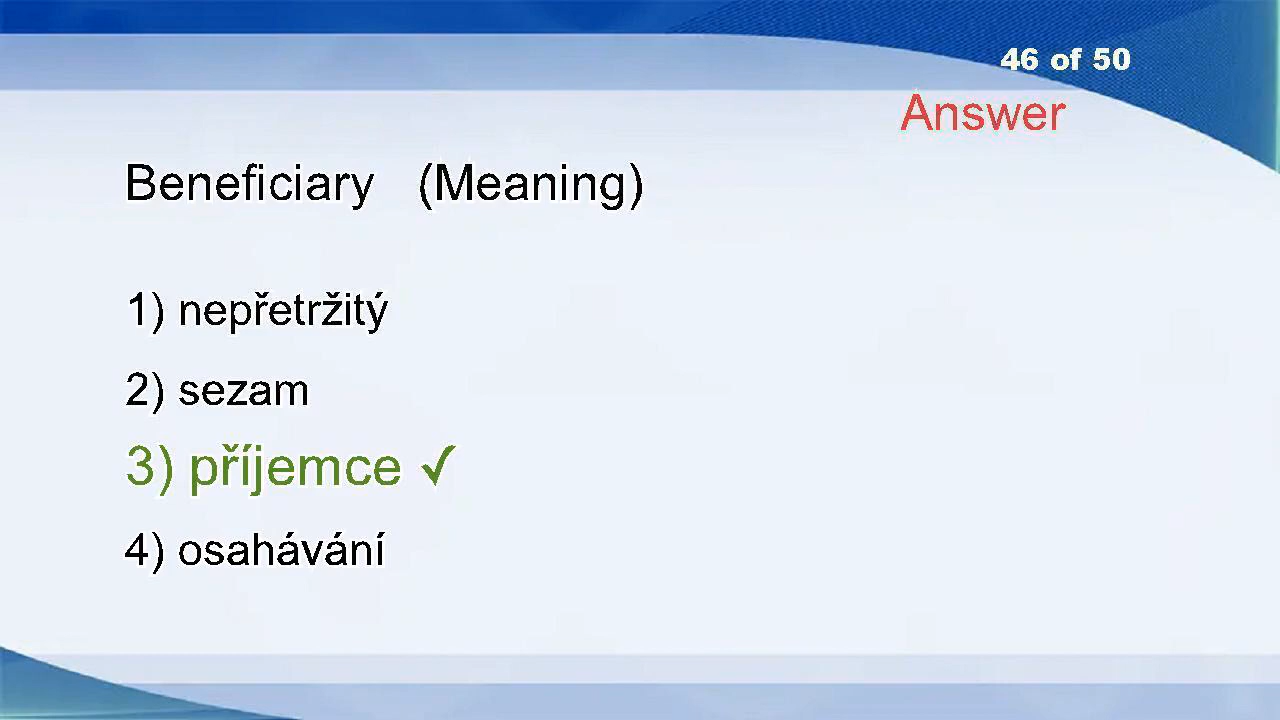 46 of 50
Answer
Beneficiary (Meaning)
1) nepřetržitý
2) sezam
3) příjemce ✓
4) osahávání